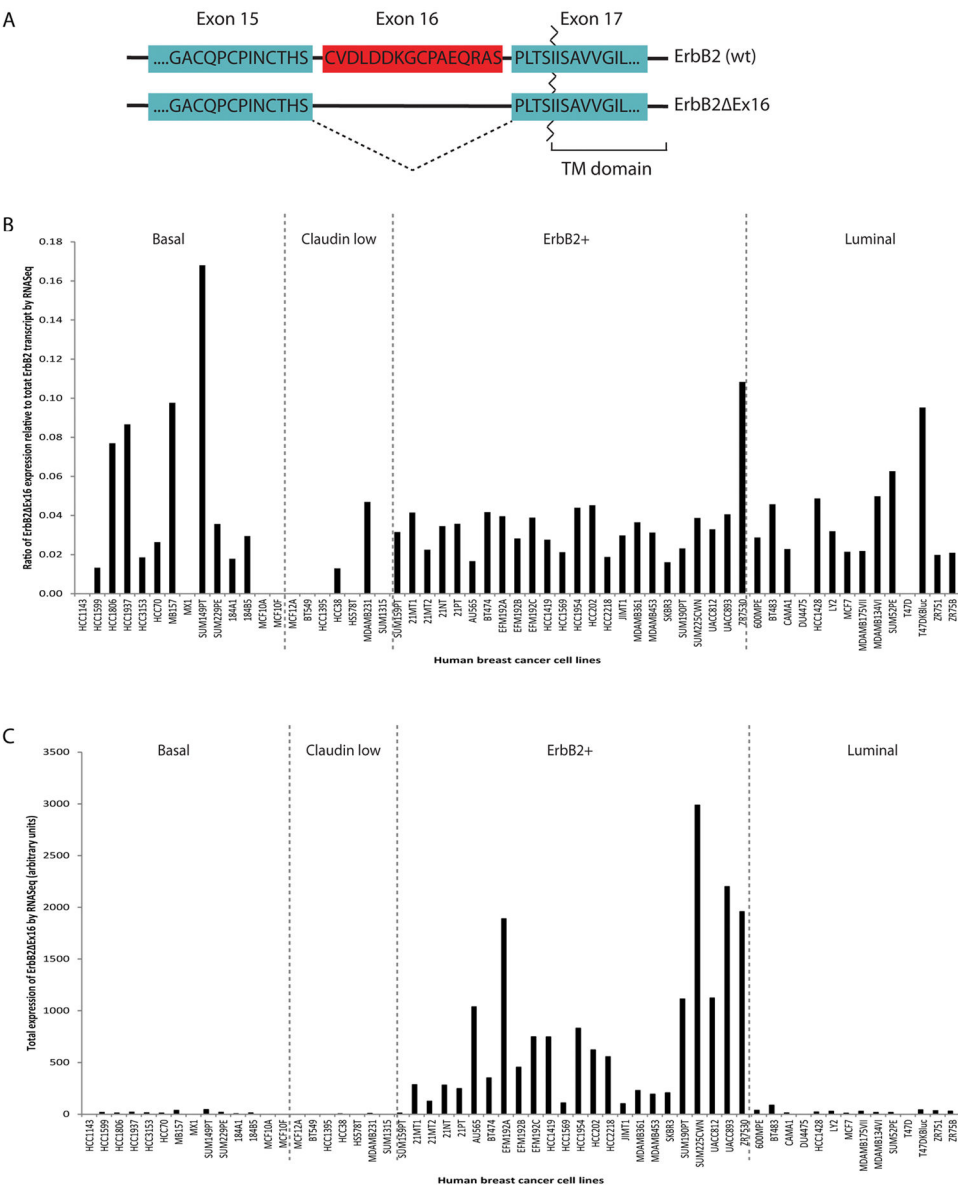 A
Exon 15 Exon 16 Exon 17
....GACQPCPINCTHS CVDLDDKGCPAEQRAS PLTSIISAVVGIL... ErbB2 (wt)
....GACQPCPINCTHS PLTSIISAVVGIL... ErbB2ΔEx16
TM domain
B
Basal Claudin low ErbB2+ Luminal
Ratio of ErbB2ΔEx16 expression relative to totat ErbB2 transcript by RNASeq
0.18
0.16
0.14
0.12
0.10
0.08
0.06
0.04
0.02
0.00
HCC1143
HCC1599
HCC1806
HCC1937
HCC3153
HCC70
MB157
MX1
SUM149PT
SUM229PE
184A1
184B5
MCF10A
MCF10F
MCF12A
BT549
HCC1395
HCC38
HS578T
MDAMB231
SUM1315
SUM159PT
21MT1
21MT2
21NT
21PT
AU565
BT474
EFM192A
EFM192B
EFM192C
HCC1419
HCC1569
HCC1954
HCC202
HCC2218
JIMT1
MDAMB361
MDAMB453
SKBR3
SUM190PT
SUM225CWN
UACC812
UACC893
ZR7530
600MPE
BT483
CAMA1
DU4475
HCC1428
LY2
MCF7
MDAMB175VII
MDAMB134VI
SUM52PE
T47D
T47DKBluc
ZR751
ZR75B
Human breast cancer cell lines
C
Basal Claudin low ErbB2+ Luminal
Total expression of ErbB2ΔEx16 by RNASeq (arbitrary units)
3500
3000
2500
2000
1500
1000
500
0
HCC1143
HCC1599
HCC1806
HCC1937
HCC3153
HCC70
MB157
MX1
SUM149PT
SUM229PE
184A1
184B5
MCF10A
MCF10F
MCF12A
BT549
HCC1395
HCC38
HS578T
MDAMB231
SUM1315
SUM159PT
21MT1
21MT2
21NT
21PT
AU565
BT474
EFM192A
EFM192B
EFM192C
HCC1419
HCC1569
HCC1954
HCC202
HCC2218
JIMT1
MDAMB361
MDAMB453
SKBR3
SUM190PT
SUM225CWN
UACC812
UACC893
ZR7530
600MPE
BT483
CAMA1
DU4475
HCC1428
LY2
MCF7
MDAMB175VII
MDAMB134VI
SUM52PE
T47D
T47DKBluc
ZR751
ZR75B
Human breast cancer cell lines